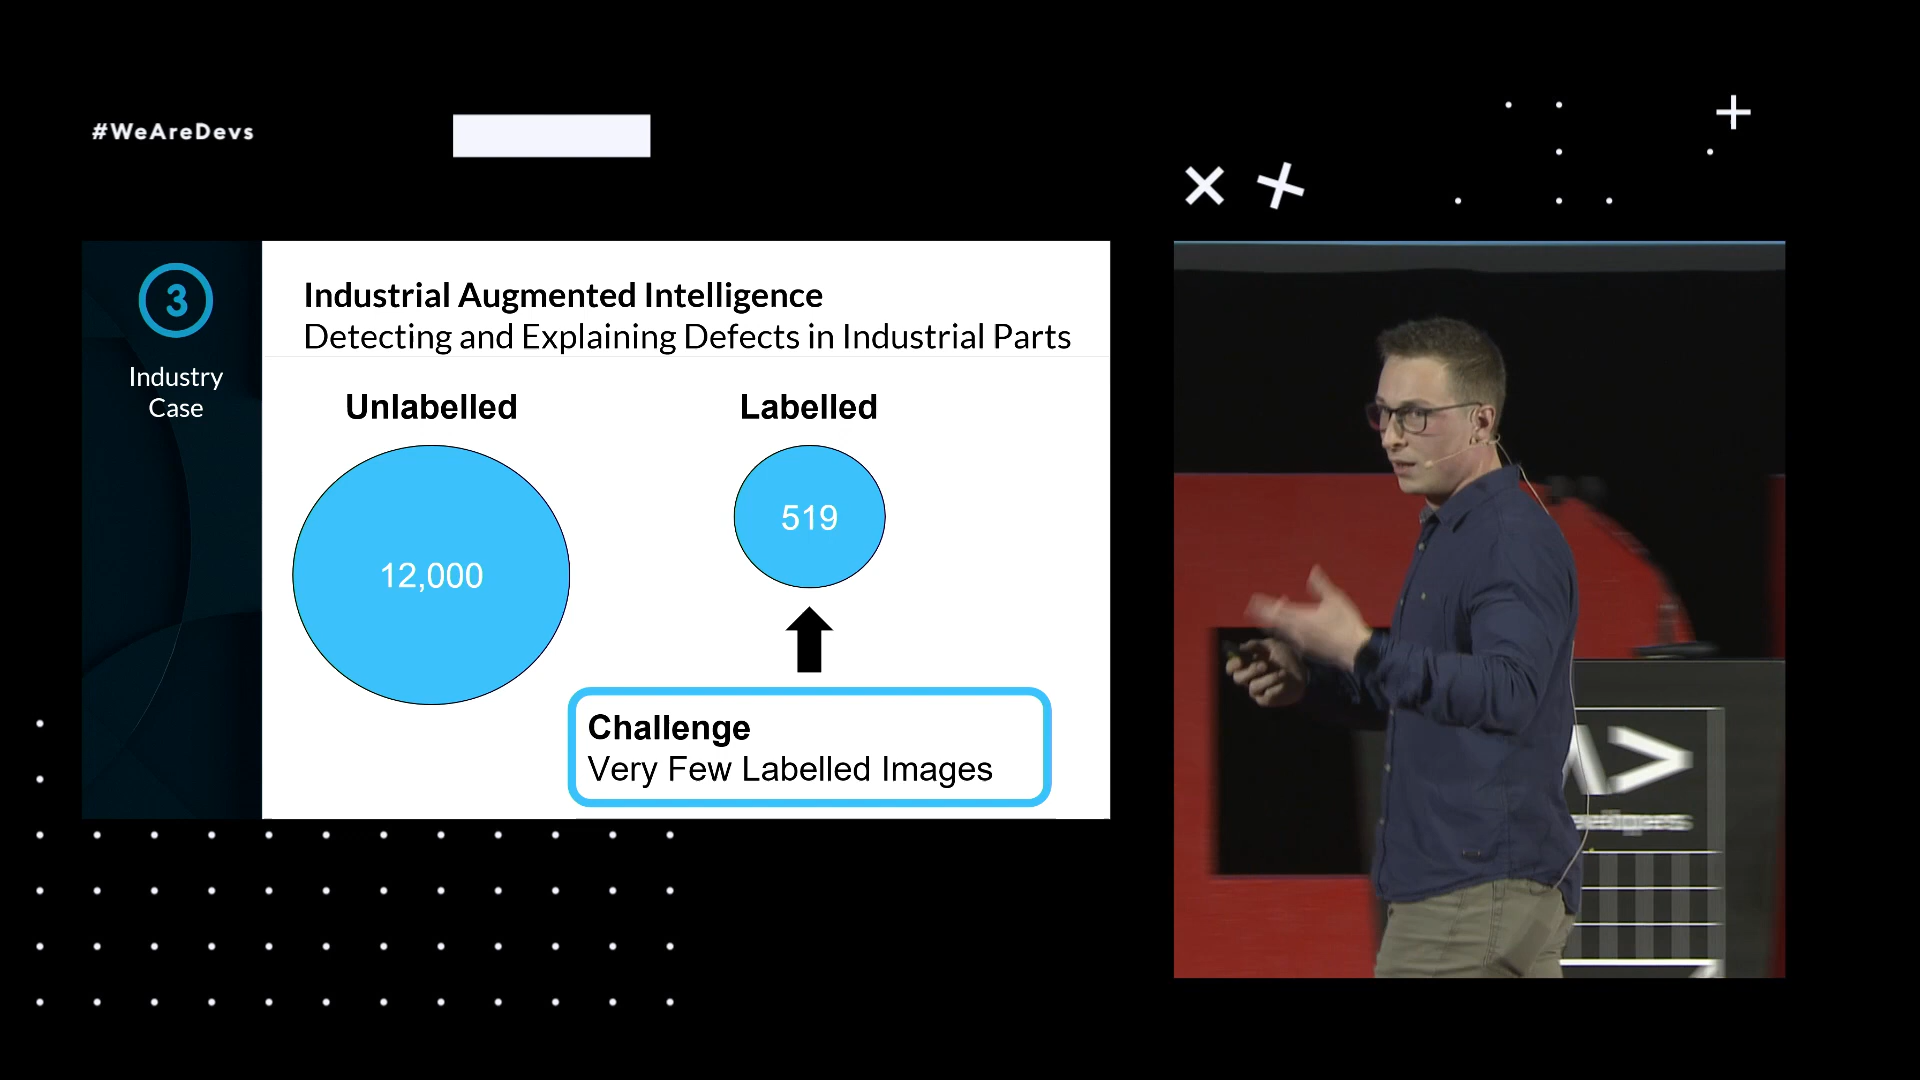 #WeAreDevs
3
Industry
Case
Industrial Augmented Intelligence
Detecting and Explaining Defects in Industrial Parts
Unlabelled
Labelled
12,000
519
Challenge
Very Few Labelled Images